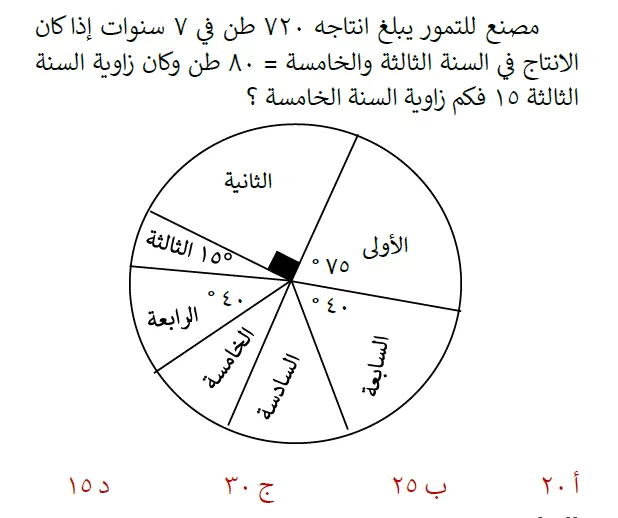 مصنع للتمور يبلغ انتاجه ٧٢٠ طن في ٧ سنوات إذا كان
الانتاج في السنة الثالثة والخامسة = ٨٠ طن وكان زاوية السنة
الثالثة ١٥ فكم زاوية السنة الخامسة ؟
الثانية
الأولى
٧٥ °
١٥° الثالثة
٤٠ °
٤٠ °
الرابعة
الخامسة
السادسة
السابعة
أ ٢٠ ب ٢٥ ج ٣٠ د ١٥